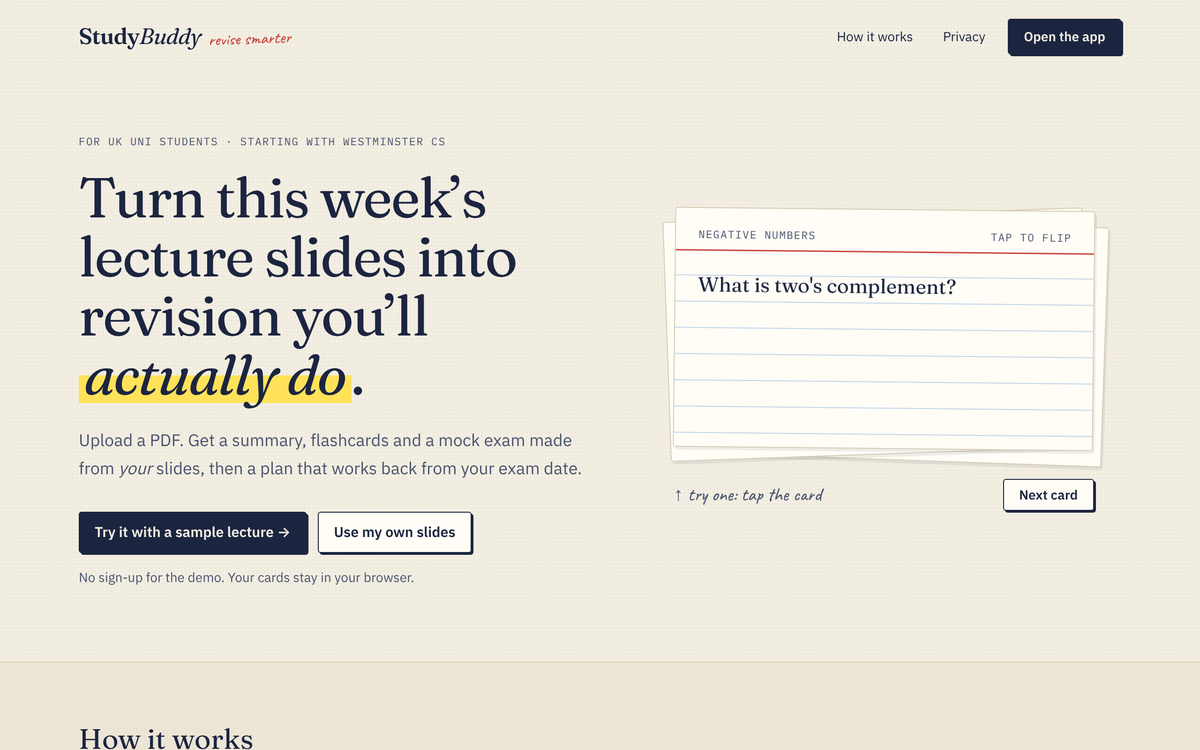 StudyBuddy revise smarter
How it works Privacy Open the app
FOR UK UNI STUDENTS · STARTING WITH WESTMINSTER CS
Turn this week’s
lecture slides into
revision you’ll
actually do.
Upload a PDF. Get a summary, flashcards and a mock exam made
from your slides, then a plan that works back from your exam date.
Try it with a sample lecture → Use my own slides
No sign-up for the demo. Your cards stay in your browser.
NEGATIVE NUMBERS TAP TO FLIP
What is two's complement?
↑ try one: tap the card Next card
How it works